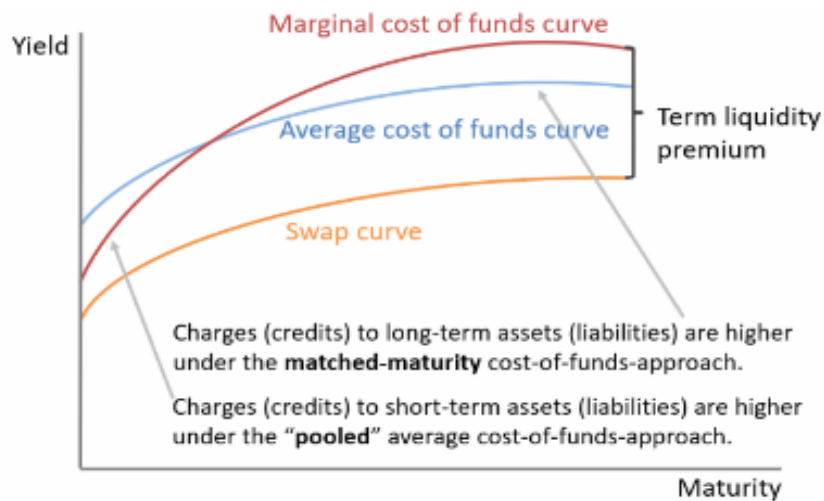 Marginal cost of funds curve
Yield
Average cost of funds curve
Term liquidity
premium
Swap curve
Charges (credits) to long-term assets (liabilities) are higher
under the matched-maturity cost-of-funds-approach.
Charges (credits) to short-term assets (liabilities) are higher
under the “pooled” average cost-of-funds-approach.
Maturity